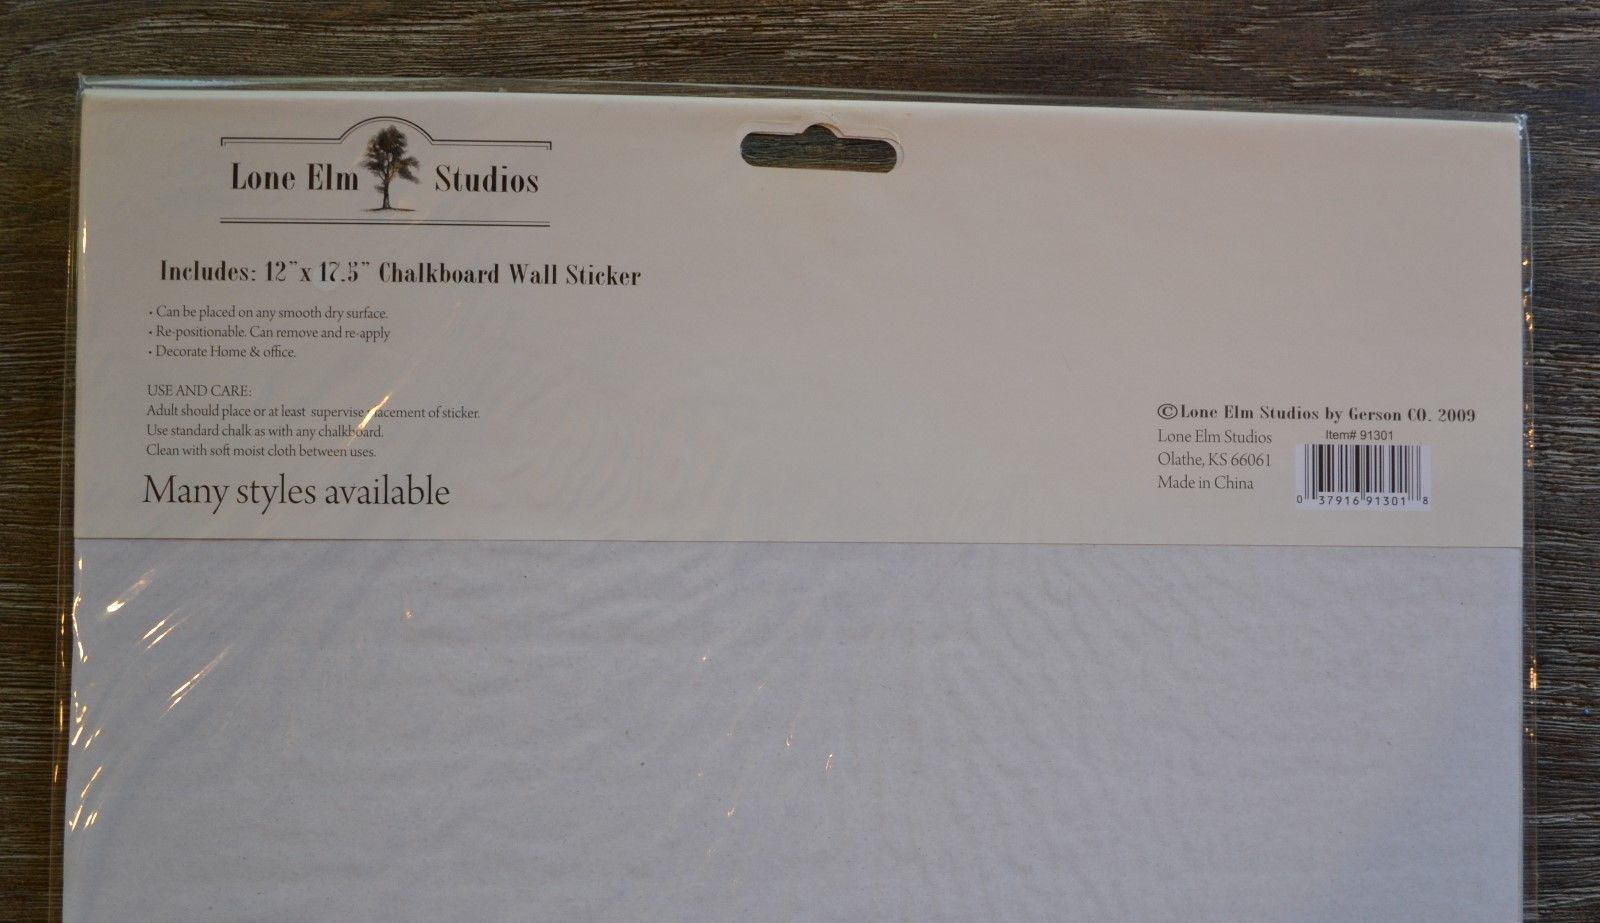 Lone Elm Studios
Includes: 12"x 17.5" Chalkboard Wall Sticker
• Can be placed on any smooth dry surface.
• Re-positionable. Can remove and re-apply
• Decorate Home & office.
USE AND CARE:
Adult should place or at least supervise placement of sticker.
Use standard chalk as with any chalkboard.
Clean with soft moist cloth between uses.
Many styles available
©Lone Elm Studios by Gerson CO. 2009
Lone Elm Studios
Olathe, KS 66061
Made in China
Item# 91301
0 37916 91301 8